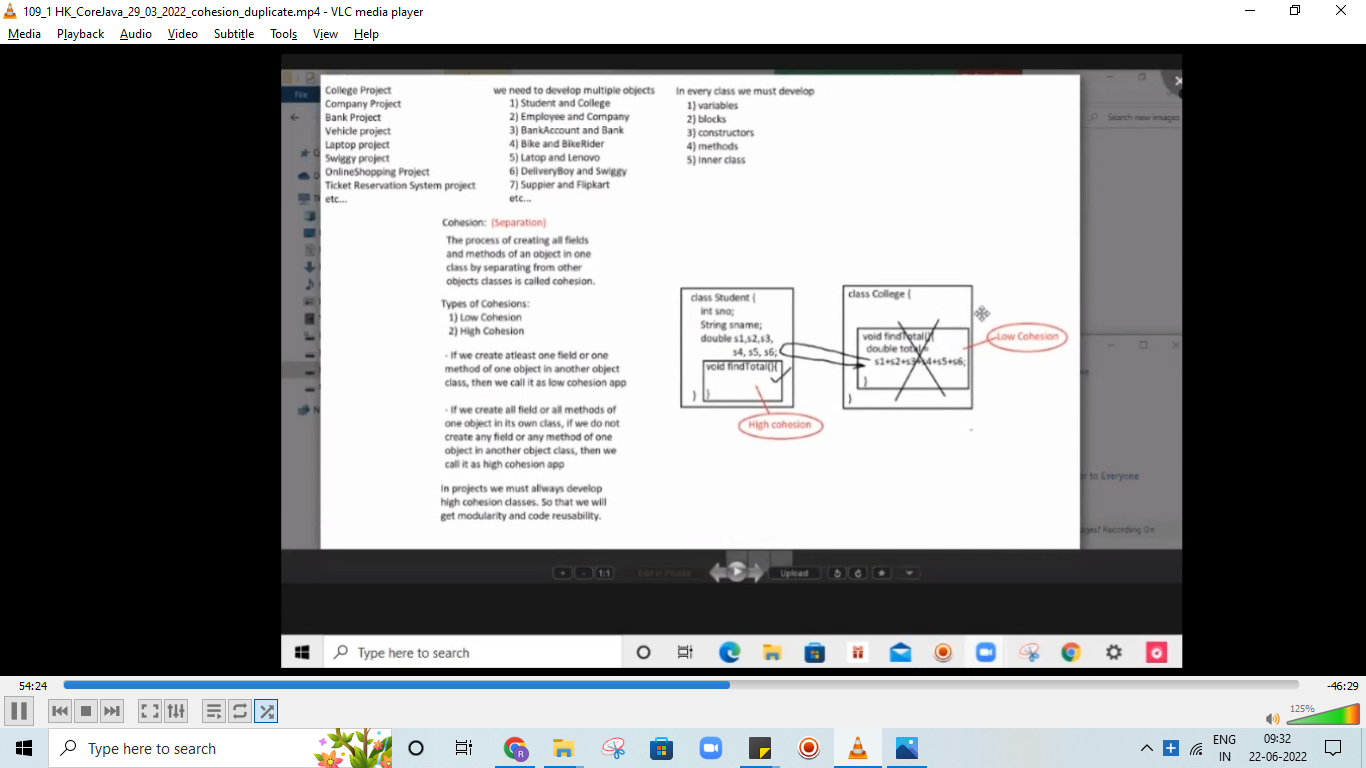 109_1 HK_CoreJava_29_03_2022_cohesion_duplicate.mp4 - VLC media player
Media Playback Audio Video Subtitle Tools View Help
File
Search new images
College Project
Company Project
Bank Project
Vehicle project
Laptop project
Swiggy project
OnlineShopping Project
Ticket Reservation System project
etc...
we need to develop multiple objects
1) Student and College
2) Employee and Company
3) BankAccount and Bank
4) Bike and BikeRider
5) Latop and Lenovo
6) DeliveryBoy and Swiggy
7) Suppier and Flipkart
etc...
In every class we must develop
1) variables
2) blocks
3) constructors
4) methods
5) Inner class
Cohesion: (Separation)
The process of creating all fields
and methods of an object in one
class by separating from other
objects classes is called cohesion.
Types of Cohesions:
1) Low Cohesion
2) High Cohesion
- If we create atleast one field or one
method of one object in another object
class, then we call it as low cohesion app
- If we create all field or all methods of
one object in its own class, if we do not
create any field or any method of one
object in another object class, then we
call it as high cohesion app
In projects we must allways develop
high cohesion classes. So that we will
get modularity and code reusability.
class Student {
int sno;
String sname;
double s1,s2,s3,
s4, s5, s6;
void findTotal(){
}
}
High cohesion
class College {
void findTotal(){
double total=
s1+s2+s3+s4+s5+s6;
}
}
Low Cohesion
to Everyone
ages? Recording On
1:1
Edit in Picasa
Upload
Type here to search
54:24
-46:29
125%
Type here to search
ENG
IN
09:32
22-06-2022